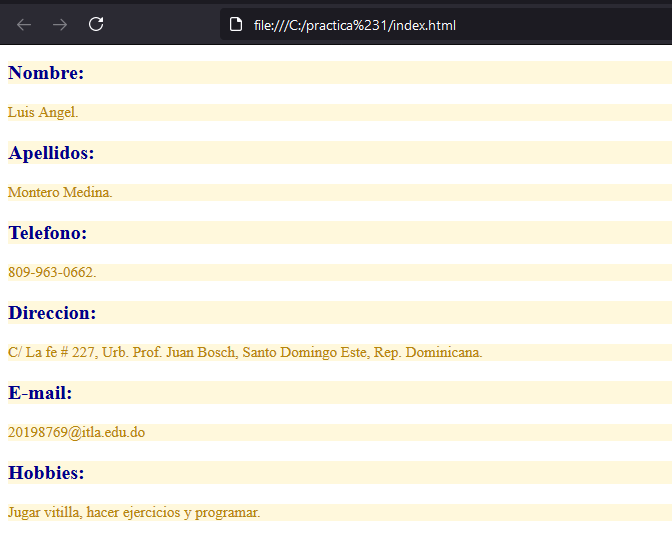 file:///C:/practica%231/index.html
Nombre:
Luis Angel.
Apellidos:
Montero Medina.
Telefono:
809-963-0662.
Direccion:
C/ La fe # 227, Urb. Prof. Juan Bosch, Santo Domingo Este, Rep. Dominicana.
E-mail:
20198769@itla.edu.do
Hobbies:
Jugar vitilla, hacer ejercicios y programar.